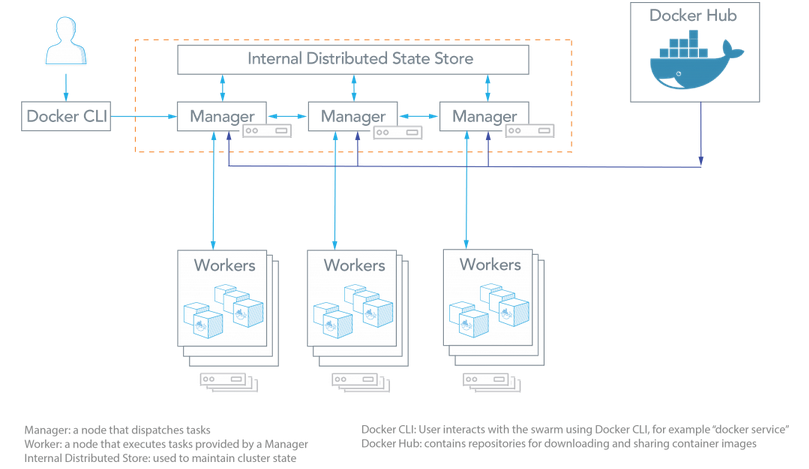 Docker Hub
Internal Distributed State Store
Docker CLI
Manager
Manager
Manager
Workers
Workers
Workers
Manager: a node that dispatches tasks
Worker: a node that executes tasks provided by a Manager
Internal Distributed Store: used to maintain cluster state
Docker CLI: User interacts with the swarm using Docker CLI, for example “docker service”
Docker Hub: contains repositories for downloading and sharing container images